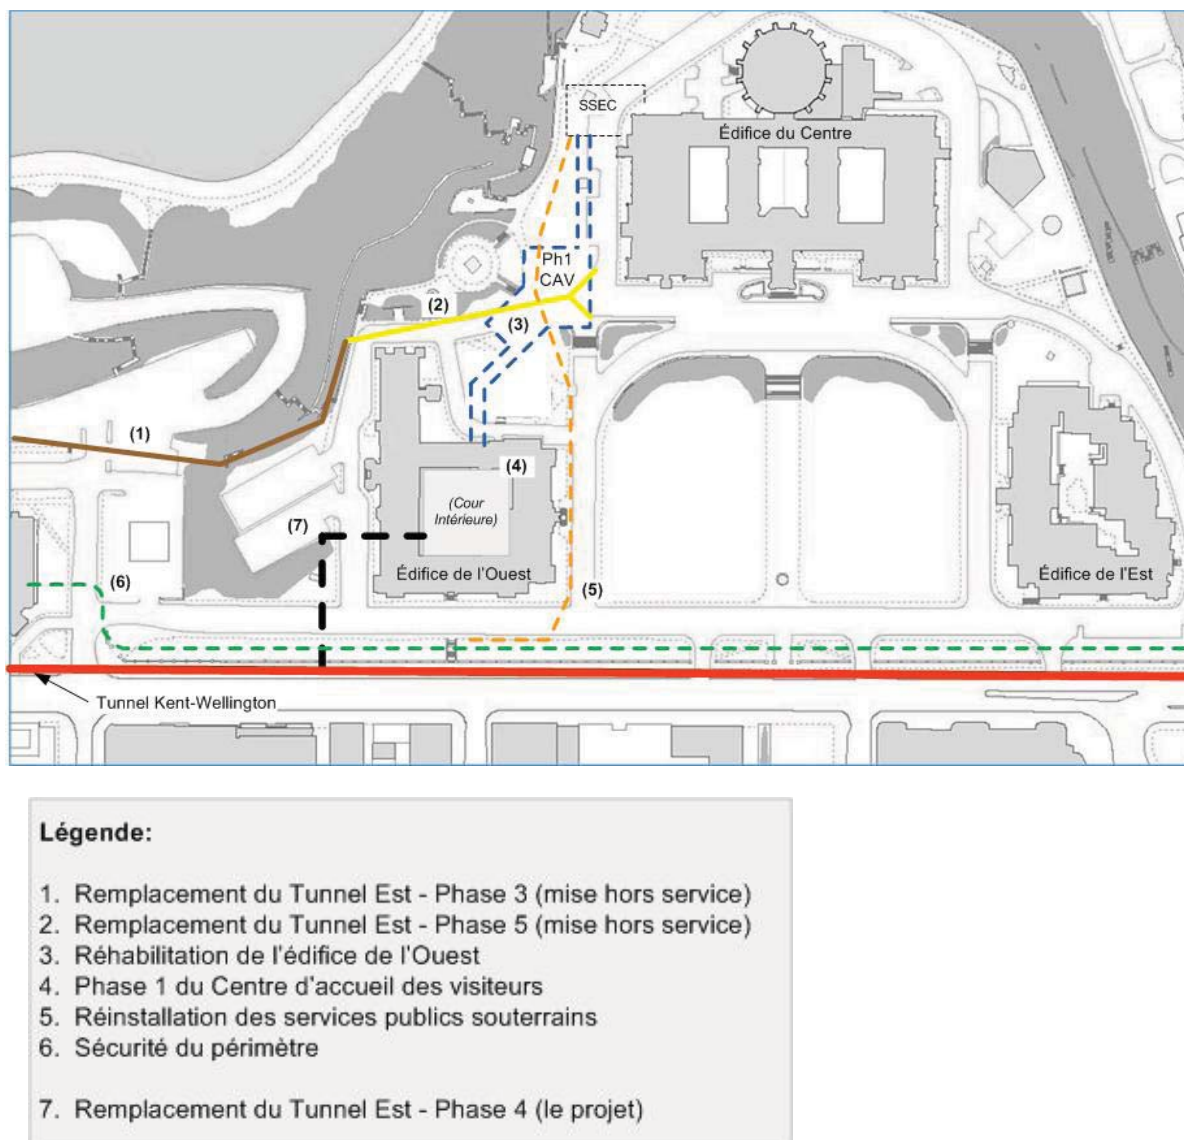 SSEC
Édifice du Centre
Ph1
CAV
(2)
(3)
(1)
(4)
(Cour
Intérieure)
(7)
Édifice de l'Ouest
Édifice de l'Est
(6)
(5)
Tunnel Kent-Wellington
Légende:
1. Remplacement du Tunnel Est - Phase 3 (mise hors service)
2. Remplacement du Tunnel Est - Phase 5 (mise hors service)
3. Réhabilitation de l'édifice de l'Ouest
4. Phase 1 du Centre d'accueil des visiteurs
5. Réinstallation des services publics souterrains
6. Sécurité du périmètre
7. Remplacement du Tunnel Est - Phase 4 (le projet)